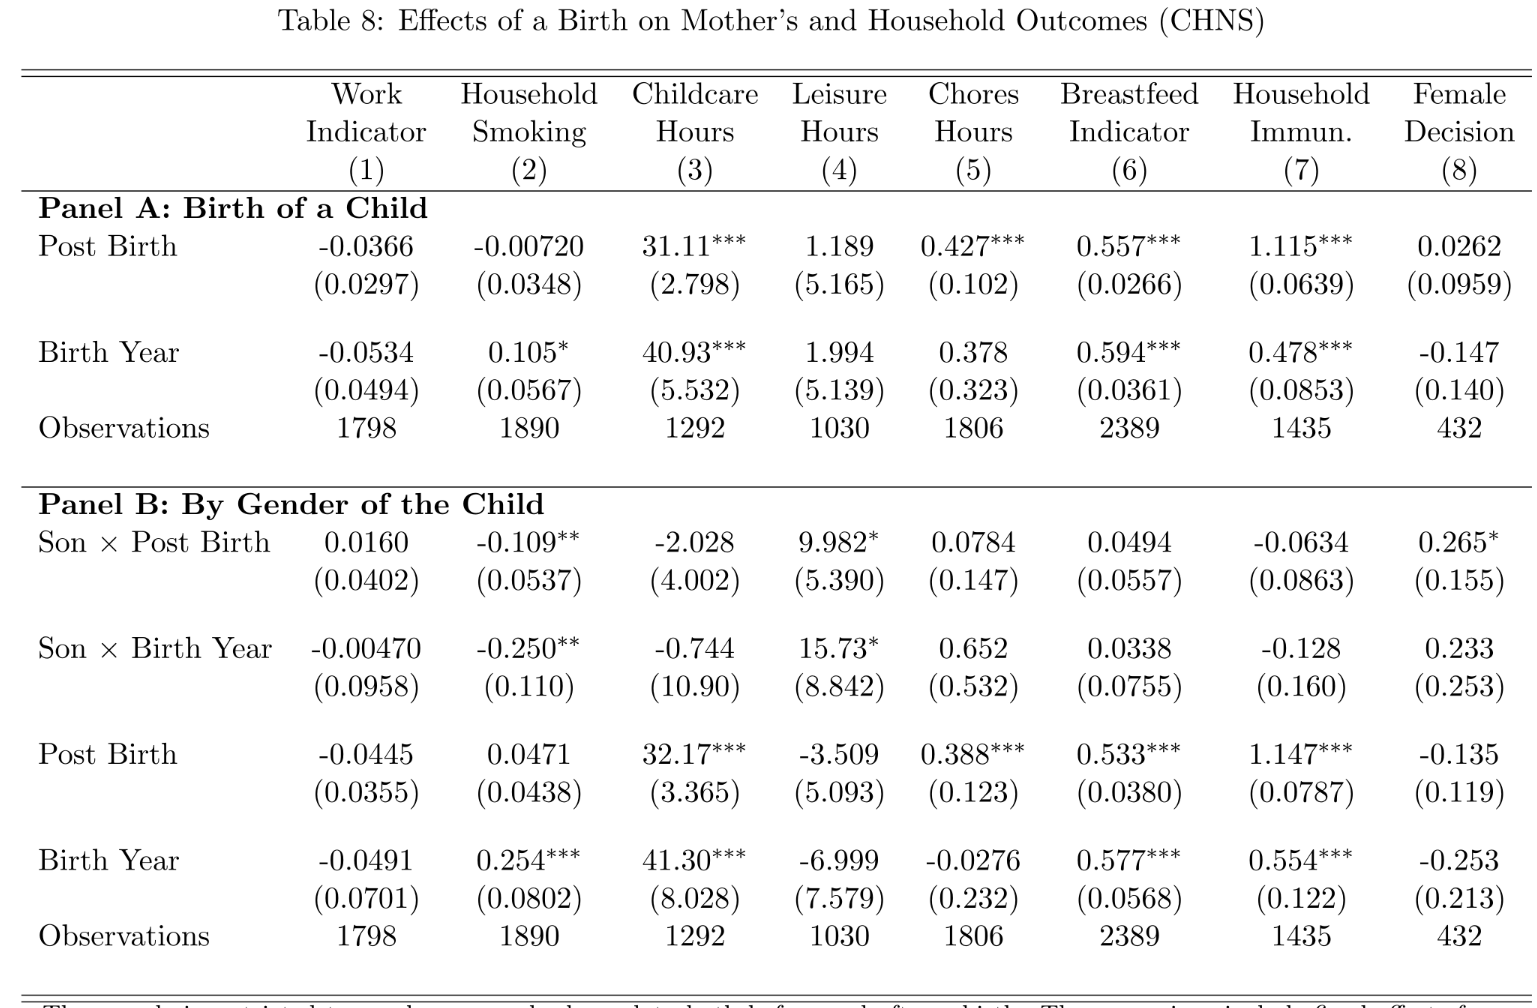 Table 8: Effects of a Birth on Mother's and Household Outcomes (CHNS)
Work Household Childcare Leisure Chores Breastfeed Household Female
Indicator Smoking Hours Hours Hours Indicator Immun. Decision
(1) (2) (3) (4) (5) (6) (7) (8)
Panel A: Birth of a Child
Post Birth -0.0366 -0.00720 31.11*** 1.189 0.427*** 0.557*** 1.115*** 0.0262
(0.0297) (0.0348) (2.798) (5.165) (0.102) (0.0266) (0.0639) (0.0959)
Birth Year -0.0534 0.105* 40.93*** 1.994 0.378 0.594*** 0.478*** -0.147
(0.0494) (0.0567) (5.532) (5.139) (0.323) (0.0361) (0.0853) (0.140)
Observations 1798 1890 1292 1030 1806 2389 1435 432
Panel B: By Gender of the Child
Son × Post Birth 0.0160 -0.109** -2.028 9.982* 0.0784 0.0494 -0.0634 0.265*
(0.0402) (0.0537) (4.002) (5.390) (0.147) (0.0557) (0.0863) (0.155)
Son × Birth Year -0.00470 -0.250** -0.744 15.73* 0.652 0.0338 -0.128 0.233
(0.0958) (0.110) (10.90) (8.842) (0.532) (0.0755) (0.160) (0.253)
Post Birth -0.0445 0.0471 32.17*** -3.509 0.388*** 0.533*** 1.147*** -0.135
(0.0355) (0.0438) (3.365) (5.093) (0.123) (0.0380) (0.0787) (0.119)
Birth Year -0.0491 0.254*** 41.30*** -6.999 -0.0276 0.577*** 0.554*** -0.253
(0.0701) (0.0802) (8.028) (7.579) (0.232) (0.0568) (0.122) (0.213)
Observations 1798 1890 1292 1030 1806 2389 1435 432